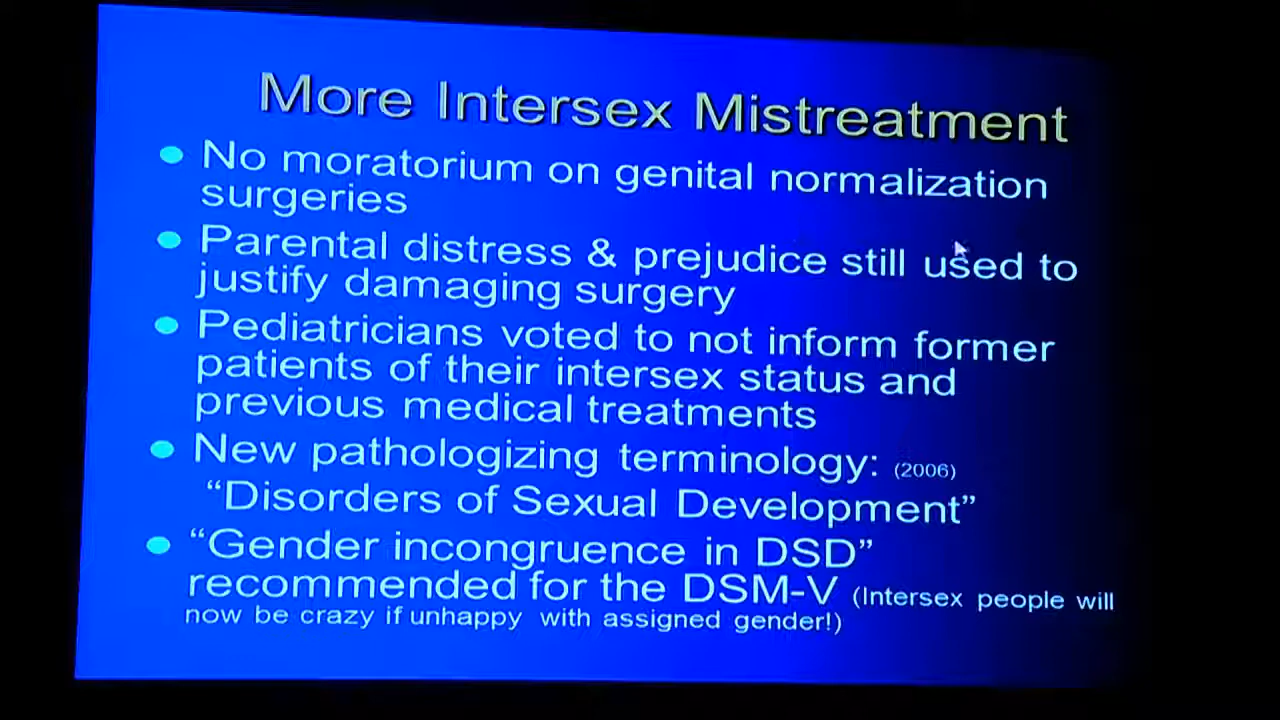 More Intersex Mistreatment
No moratorium on genital normalization
surgeries
Parental distress & prejudice still used to
justify damaging surgery
Pediatricians voted to not inform former
patients of their intersex status and
previous medical treatments
New pathologizing terminology: (2006)
“Disorders of Sexual Development”
“Gender incongruence in DSD”
recommended for the DSM-V (Intersex people will
now be crazy if unhappy with assigned gender!)